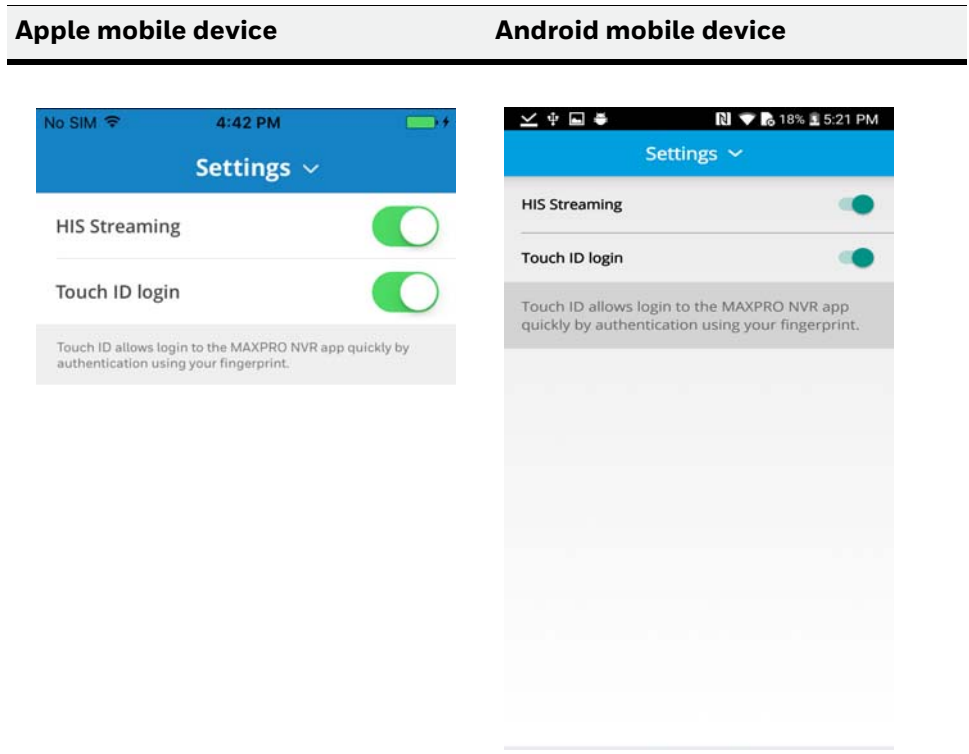 Apple mobile device
Android mobile device
No SIM 4:42 PM
Settings
HIS Streaming
Touch ID login
Touch ID allows login to the MAXPRO NVR app quickly by
authentication using your fingerprint.
18% 5:21 PM
Settings
HIS Streaming
Touch ID login
Touch ID allows login to the MAXPRO NVR app
quickly by authentication using your fingerprint.